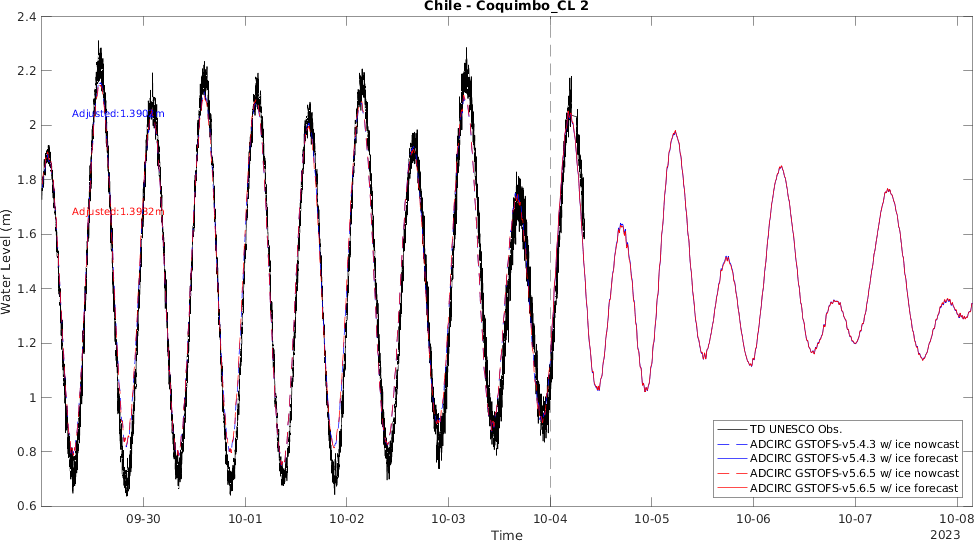 Chile - Coquimbo_CL 2
2.4
2.2
2
1.8
1.6
1.4
1.2
1
0.8
0.6
Water Level (m)
Adjusted:1.3982m
TD UNESCO Obs.
ADCIRC GSTOFS-v5.4.3 w/ ice nowcast
ADCIRC GSTOFS-v5.4.3 w/ ice forecast
ADCIRC GSTOFS-v5.6.5 w/ ice nowcast
ADCIRC GSTOFS-v5.6.5 w/ ice forecast
09-30 10-01 10-02 10-03 10-04 10-05 10-06 10-07 10-08
Time
2023